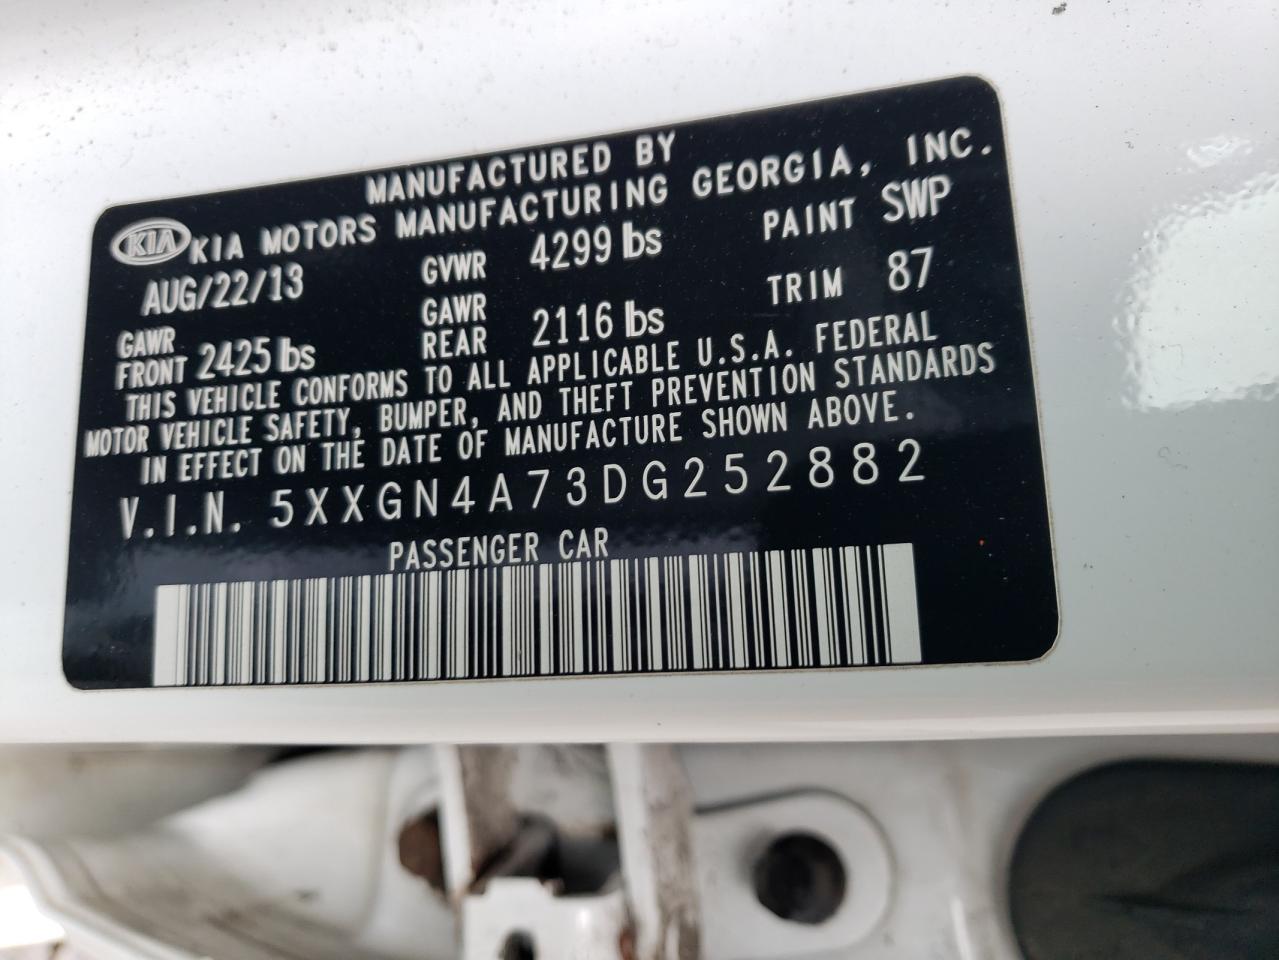 MANUFACTURED BY
KIA KIA MOTORS MANUFACTURING GEORGIA, INC.
AUG/22/13 GVWR 4299 lbs PAINT SWP
GAWR FRONT 2425 lbs GAWR REAR 2116 lbs TRIM 87
THIS VEHICLE CONFORMS TO ALL APPLICABLE U.S.A. FEDERAL
MOTOR VEHICLE SAFETY, BUMPER, AND THEFT PREVENTION STANDARDS
IN EFFECT ON THE DATE OF MANUFACTURE SHOWN ABOVE.
V.I.N. 5XXGN4A73DG252882
PASSENGER CAR